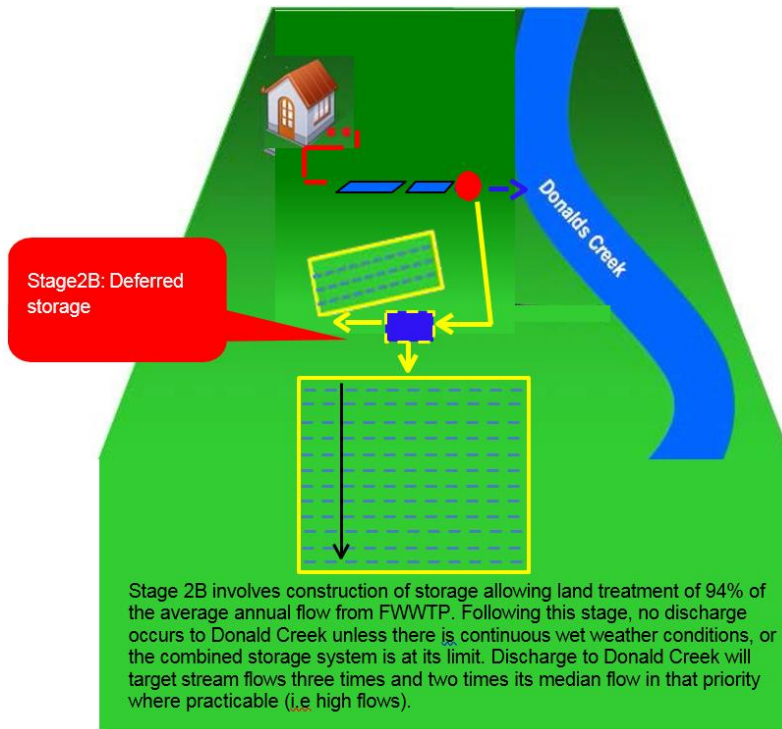 Donalds Creek
Stage2B: Deferred
storage
Stage 2B involves construction of storage allowing land treatment of 94% of
the average annual flow from FWWTP. Following this stage, no discharge
occurs to Donald Creek unless there is continuous wet weather conditions, or
the combined storage system is at its limit. Discharge to Donald Creek will
target stream flows three times and two times its median flow in that priority
where practicable (i.e high flows).